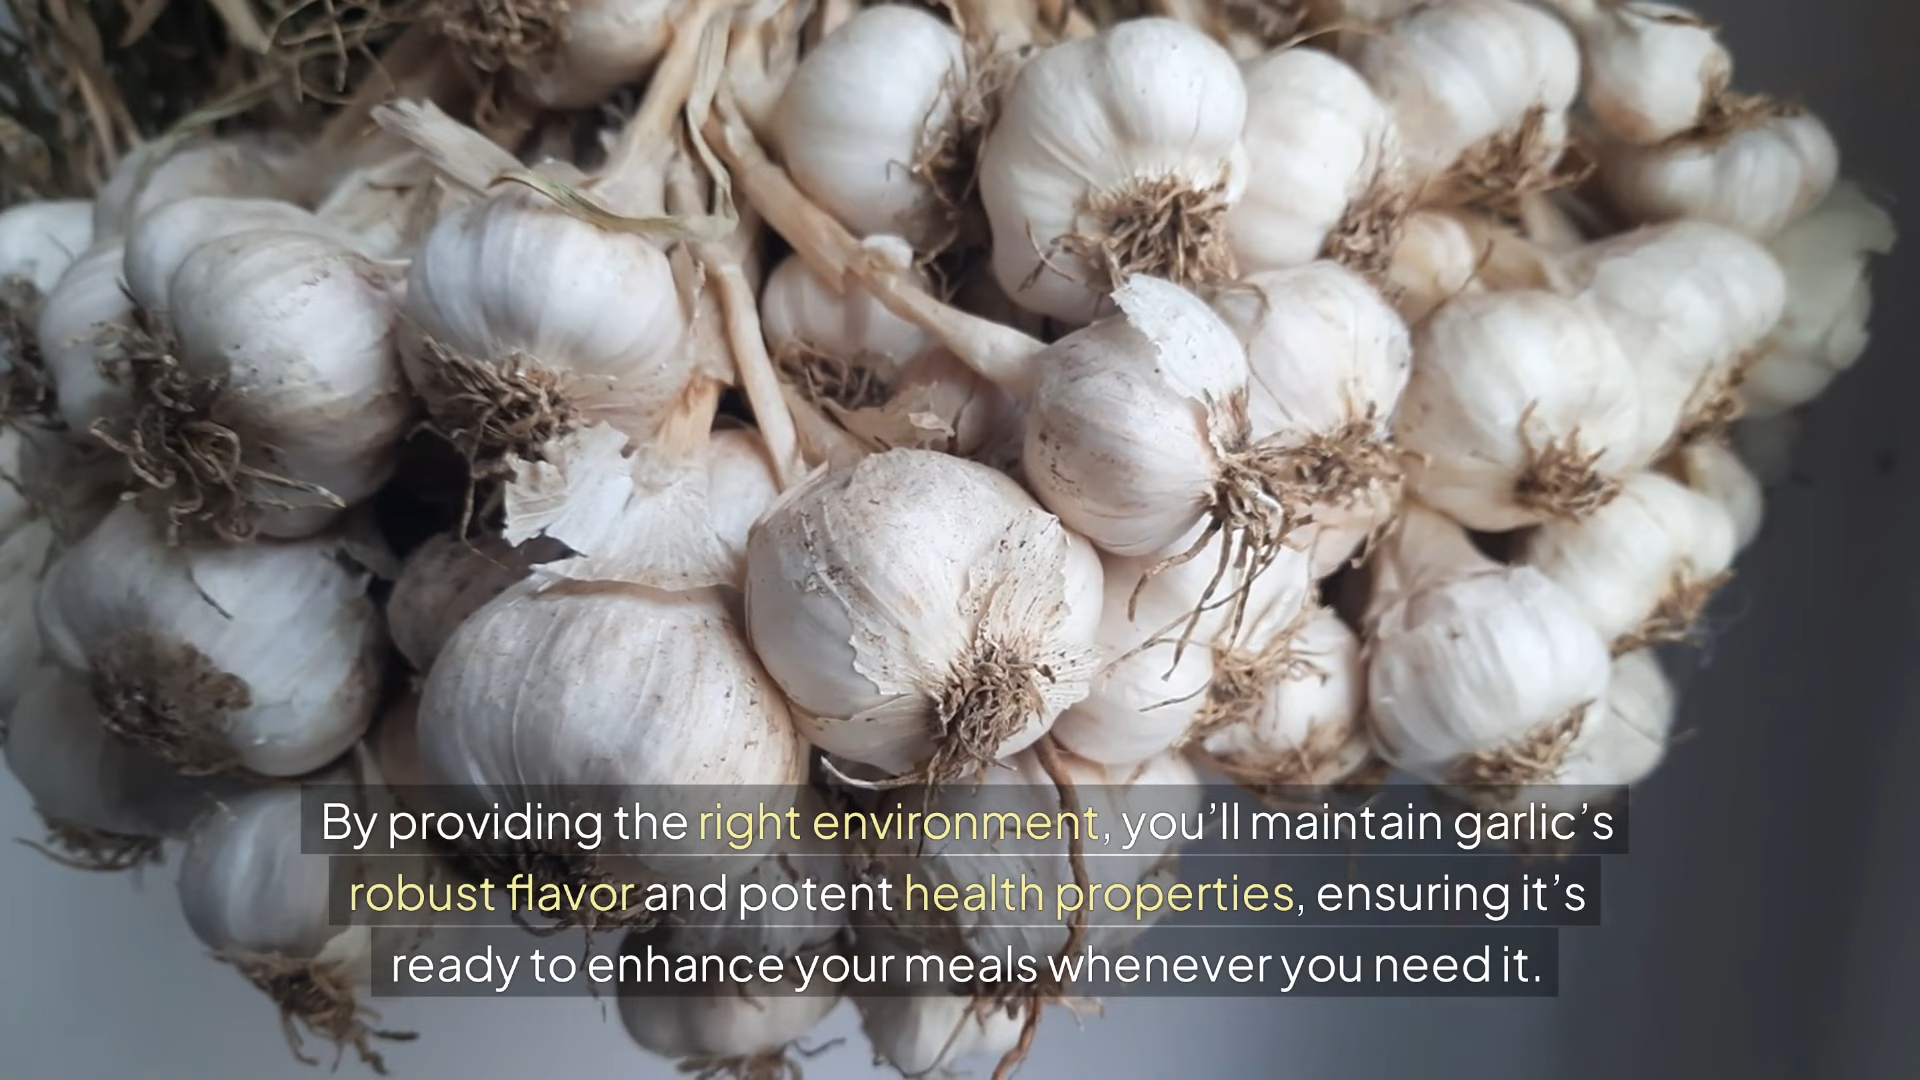 By providing the right environment, you’ll maintain garlic’s
robust flavor and potent health properties, ensuring it’s
ready to enhance your meals whenever you need it.